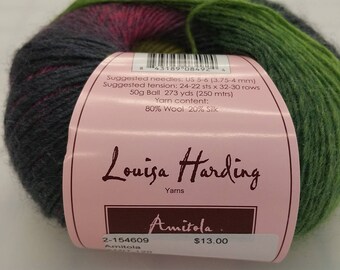 Suggested needles: US 5-6 (3.75-4 mm)
Suggested tension: 24-22 sts x 32-30 rows
50g Ball 273 yds (250 mtrs)
Yarn content:
80% Wool 20% Silk
Louisa Harding
Yarns
Amitola
2-154609 $13.00
Amitola